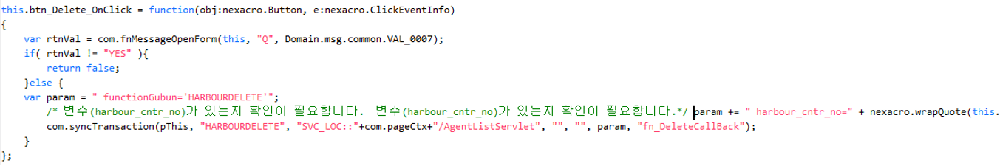 this.btn_Delete_OnClick = function(obj:nexacro.Button, e:nexacro.ClickEventInfo)
{
    var rtnVal = com.fnMessageOpenForm(this, "Q", Domain.msg.common.VAL_0007);
    if( rtnVal != "YES" ){
        return false;
    }else {
    var param = " functionGubun='HARBOURDELETE'";
        /* 변수(harbour_cntr_no)가 있는지 확인이 필요합니다. 변수(harbour_cntr_no)가 있는지 확인이 필요합니다.*/ param += " harbour_cntr_no=" + nexacro.wrapQuote(this.
        com.syncTransaction(pThis, "HARBOURDELETE", "SVC_LOC::"+com.pageCtx+"/AgentListServlet", "", "", param, "fn_DeleteCallBack");
    }
};